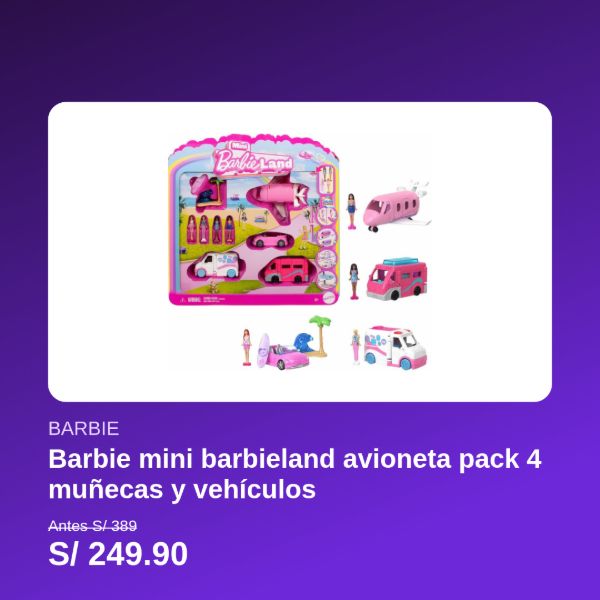 Mini
BarbieLand
BARBIE
Barbie mini barbieland avioneta pack 4
muñecas y vehículos
Antes S/ 389
S/ 249.90